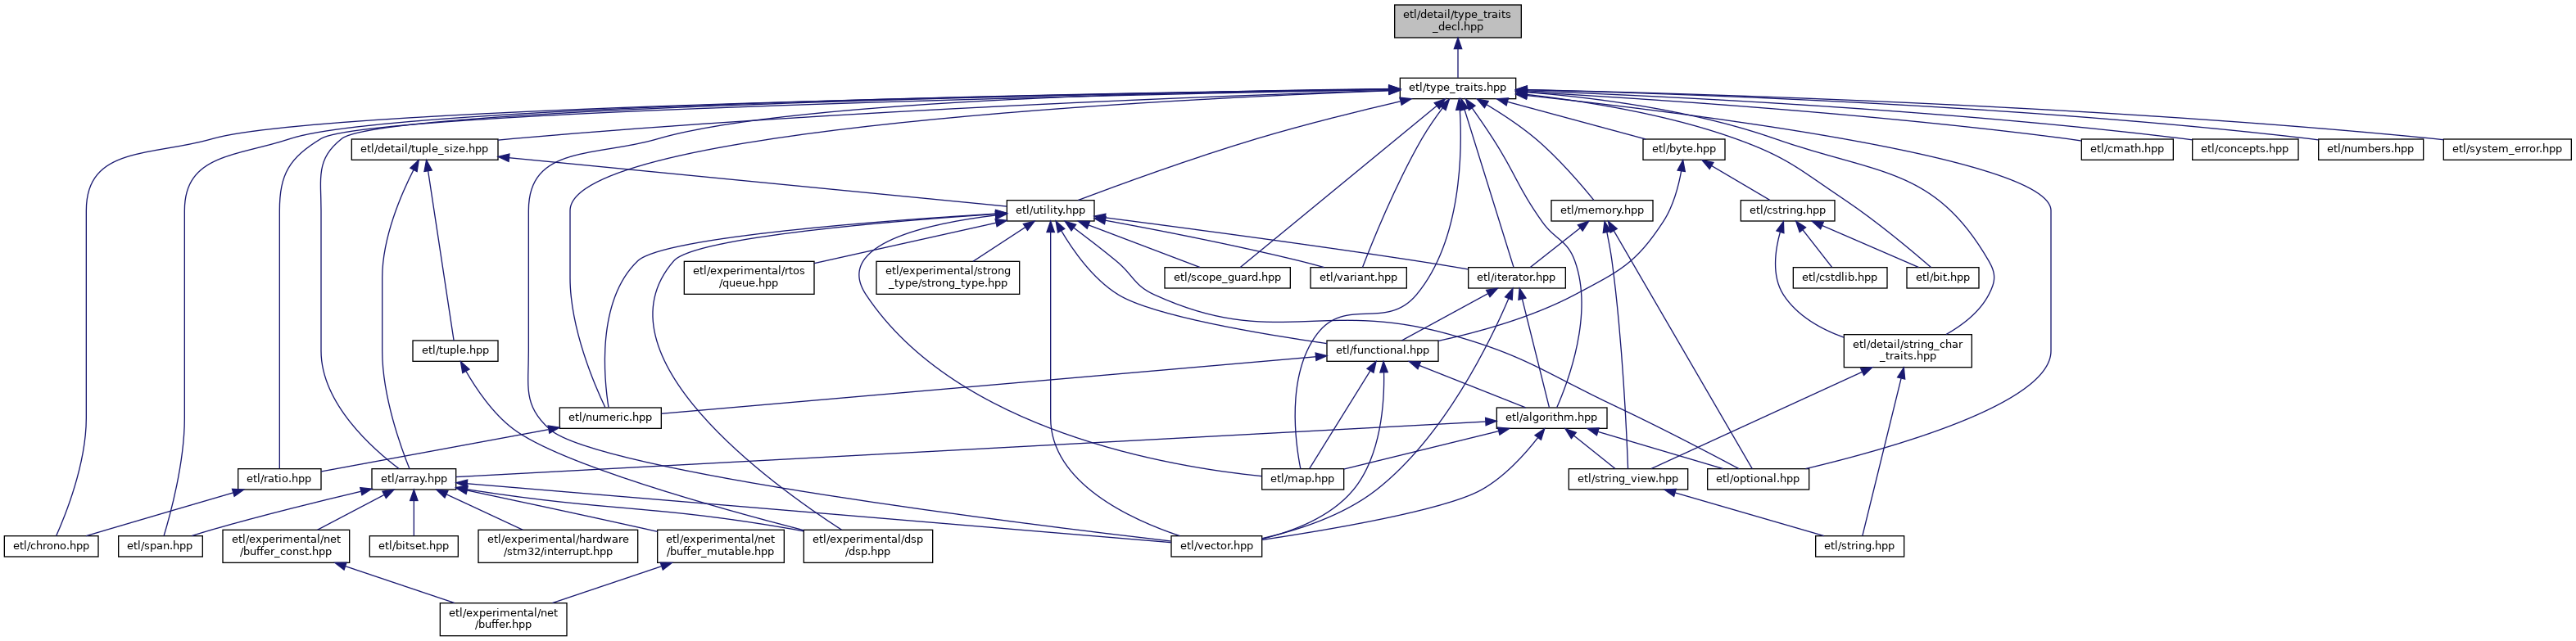 etl/detail/type_traits
_decl.hpp
etl/type_traits.hpp
etl/detail/tuple_size.hpp
etl/byte.hpp
etl/cmath.hpp
etl/concepts.hpp
etl/numbers.hpp
etl/system_error.hpp
etl/utility.hpp
etl/memory.hpp
etl/cstring.hpp
etl/experimental/rtos
/queue.hpp
etl/experimental/strong
_type/strong_type.hpp
etl/scope_guard.hpp
etl/variant.hpp
etl/iterator.hpp
etl/cstdlib.hpp
etl/bit.hpp
etl/tuple.hpp
etl/functional.hpp
etl/detail/string_char
_traits.hpp
etl/numeric.hpp
etl/algorithm.hpp
etl/ratio.hpp
etl/array.hpp
etl/map.hpp
etl/string_view.hpp
etl/optional.hpp
etl/chrono.hpp
etl/span.hpp
etl/experimental/net
/buffer_const.hpp
etl/bitset.hpp
etl/experimental/hardware
/stm32/interrupt.hpp
etl/experimental/net
/buffer_mutable.hpp
etl/experimental/dsp
/dsp.hpp
etl/vector.hpp
etl/string.hpp
etl/experimental/net
/buffer.hpp